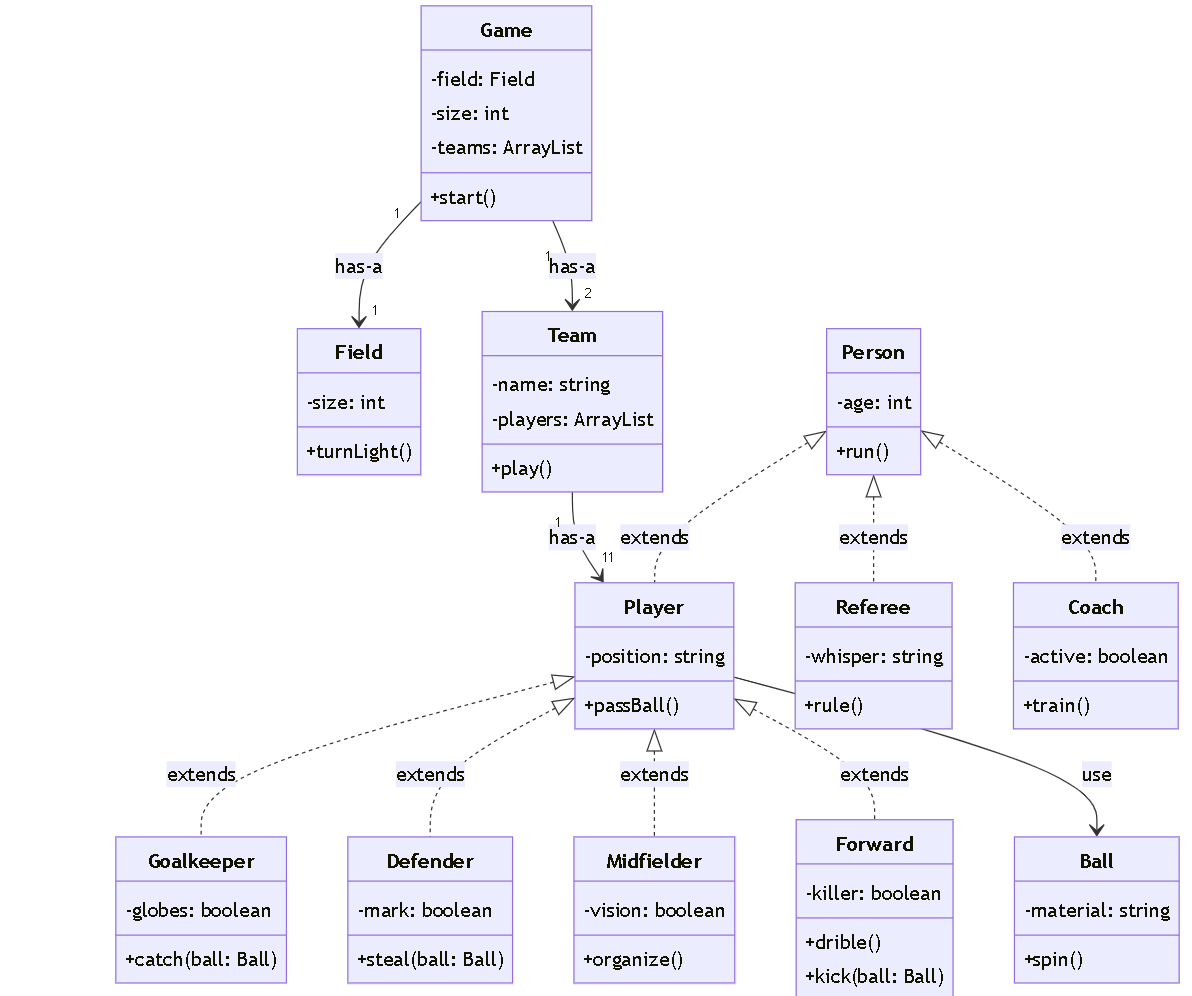 Game
-field: Field
-size: int
-teams: ArrayList
+start()
1
has-a
1
1
has-a
2
Field
-size: int
+turnLight()
Team
-name: string
-players: ArrayList
+play()
Person
-age: int
+run()
1
has-a
11
extends
extends
extends
Player
-position: string
+passBall()
Referee
-whisper: string
+rule()
Coach
-active: boolean
+train()
extends
extends
extends
extends
use
Goalkeeper
-globes: boolean
+catch(ball: Ball)
Defender
-mark: boolean
+steal(ball: Ball)
Midfielder
-vision: boolean
+organize()
Forward
-killer: boolean
+drible()
+kick(ball: Ball)
Ball
-material: string
+spin()